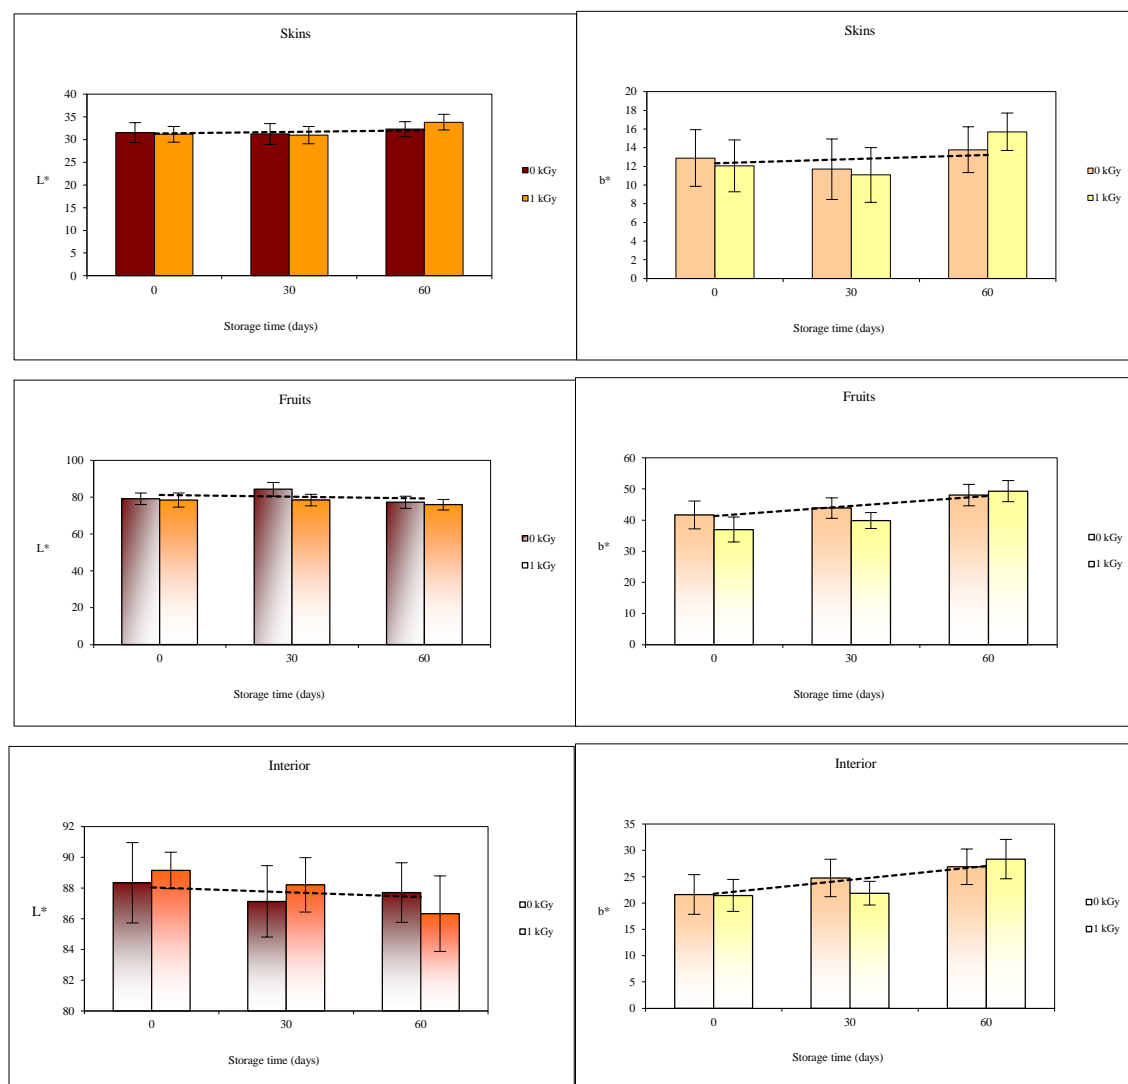 Skins
40
35
30
25
20
15
10
5
0
L*
0 30 60
Storage time (days)
0 kGy
1 kGy
Skins
20
18
16
14
12
10
8
6
4
2
0
b*
0 30 60
Storage time (days)
0 kGy
1 kGy
Fruits
100
80
60
40
20
0
L*
0 30 60
Storage time (days)
0 kGy
1 kGy
Fruits
60
50
40
30
20
10
0
b*
0 30 60
Storage time (days)
0 kGy
1 kGy
Interior
92
90
88
86
84
82
80
L*
0 30 60
Storage time (days)
0 kGy
1 kGy
Interior
35
30
25
20
15
10
5
0
b*
0 30 60
Storage time (days)
0 kGy
1 kGy